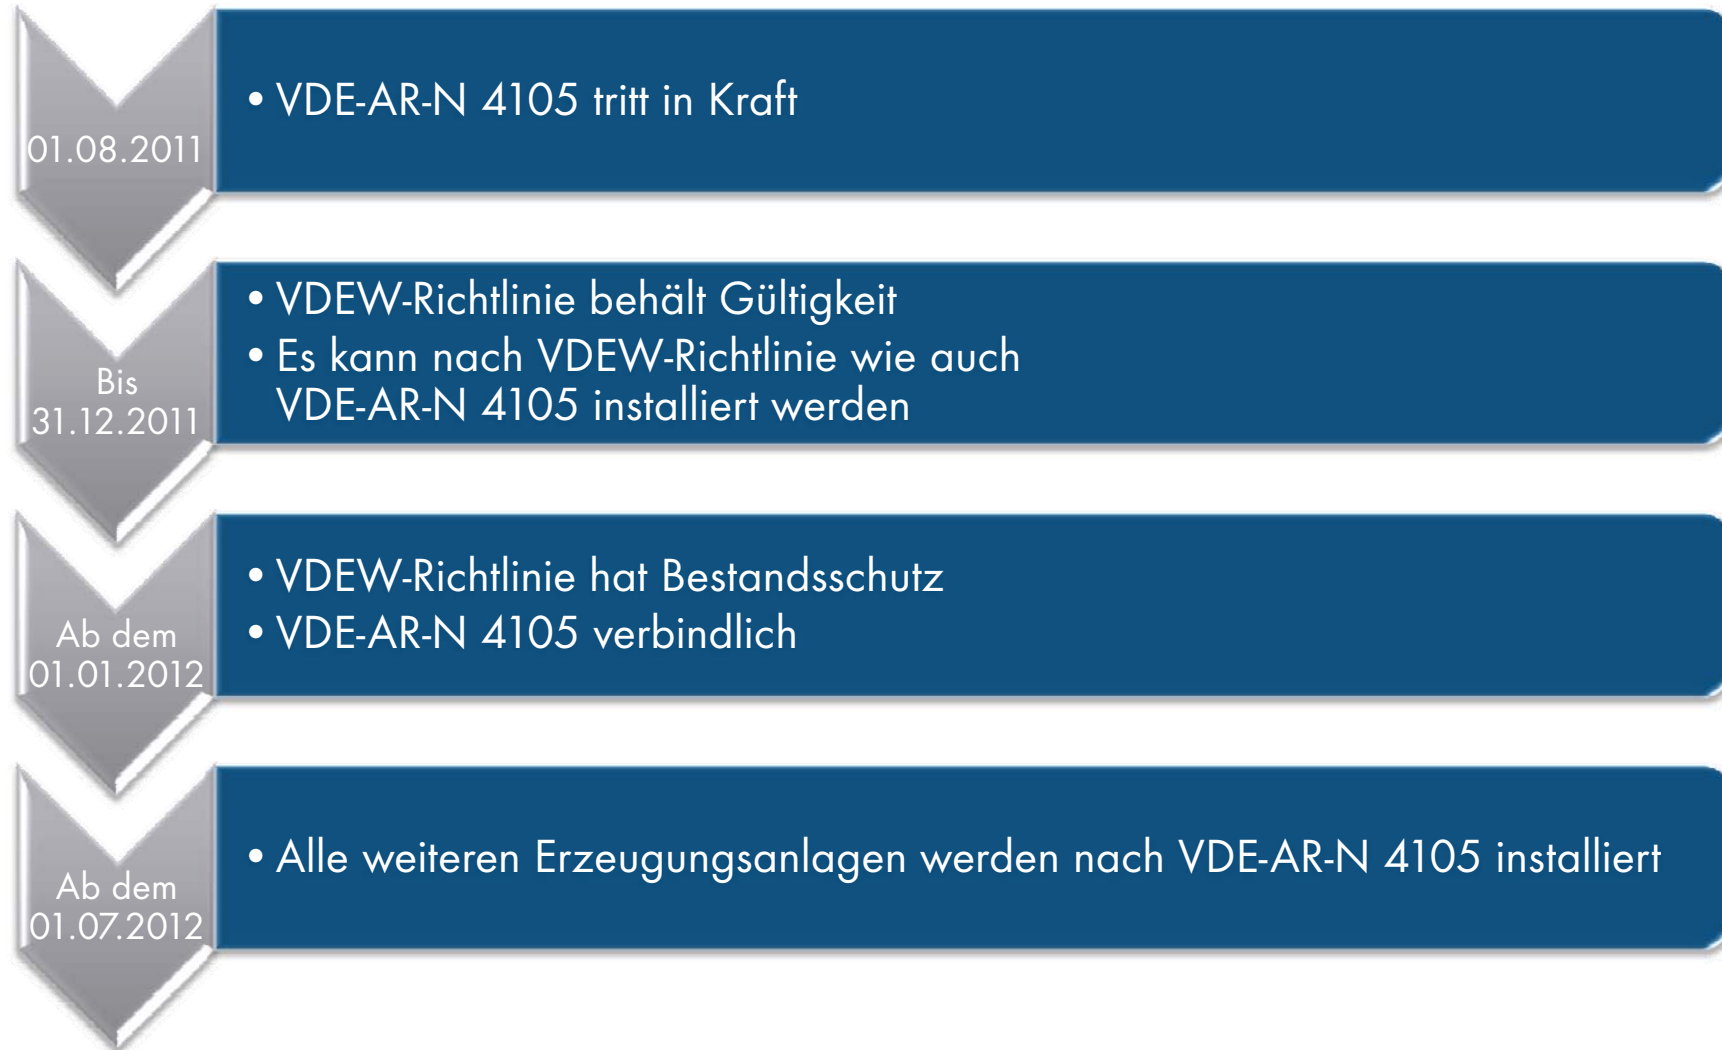 01.08.2011
• VDE-AR-N 4105 tritt in Kraft
Bis
31.12.2011
• VDEW-Richtlinie behält Gültigkeit
• Es kann nach VDEW-Richtlinie wie auch
VDE-AR-N 4105 installiert werden
Ab dem
01.01.2012
• VDEW-Richtlinie hat Bestandsschutz
• VDE-AR-N 4105 verbindlich
Ab dem
01.07.2012
• Alle weiteren Erzeugungsanlagen werden nach VDE-AR-N 4105 installiert